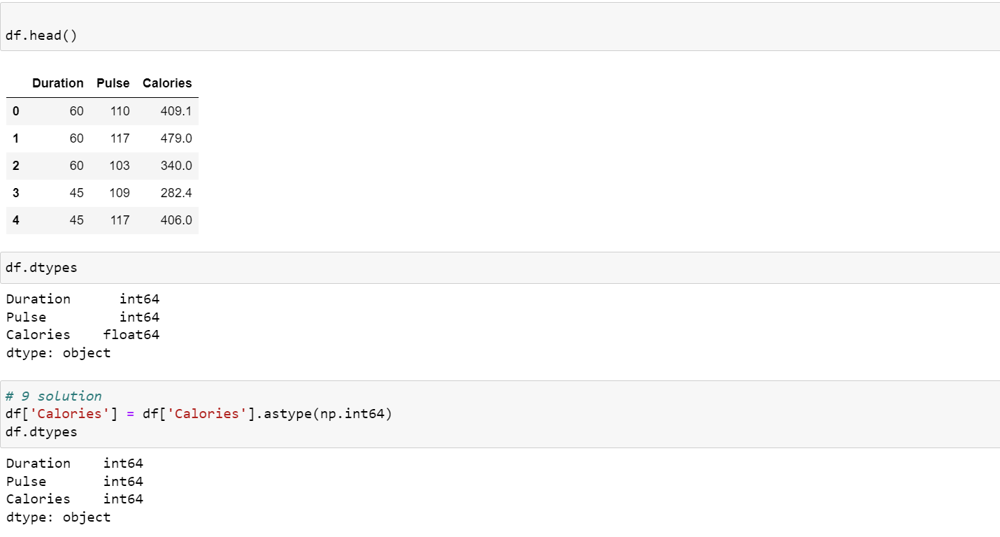 df.head()
Duration Pulse Calories
0 60 110 409.1
1 60 117 479.0
2 60 103 340.0
3 45 109 282.4
4 45 117 406.0
df.dtypes
Duration      int64
Pulse         int64
Calories    float64
dtype: object
# 9 solution
df['Calories'] = df['Calories'].astype(np.int64)
df.dtypes
Duration    int64
Pulse       int64
Calories    int64
dtype: object